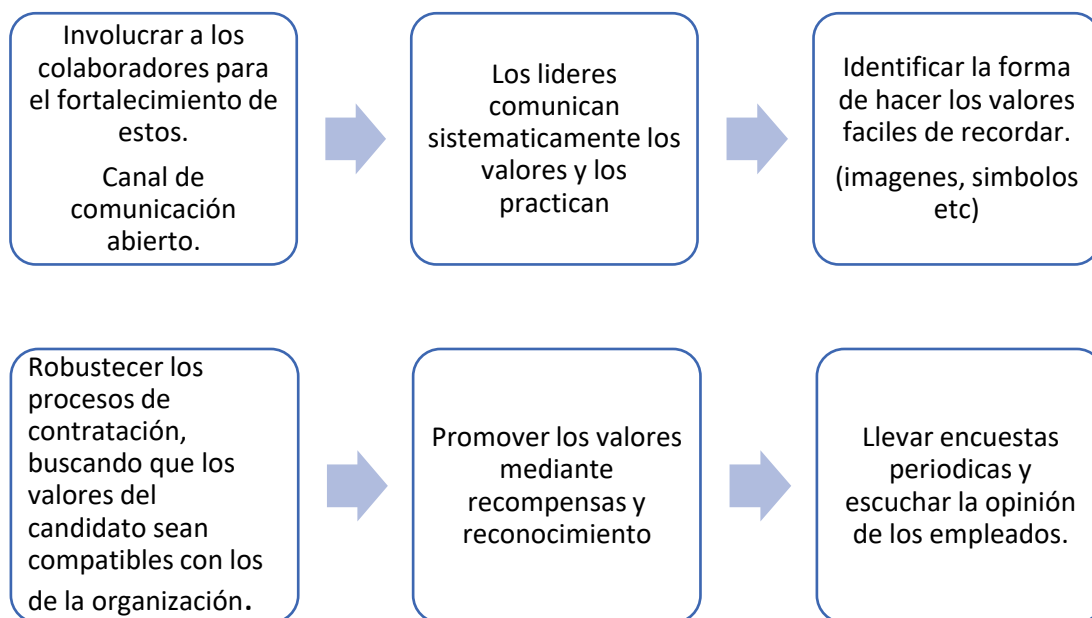 Involucrar a los
colaboradores para
el fortalecimiento de
estos.
Canal de
comunicación
abierto.
Los lideres
comunican
sistematicamente los
valores y los
practican
Identificar la forma
de hacer los valores
faciles de recordar.
(imagenes, simbolos
etc)
Robustecer los
procesos de
contratación,
buscando que los
valores del
candidato sean
compatibles con los
de la organización.
Promover los valores
mediante
recompensas y
reconocimiento
Llevar encuestas
periodicas y
escuchar la opinión
de los empleados.